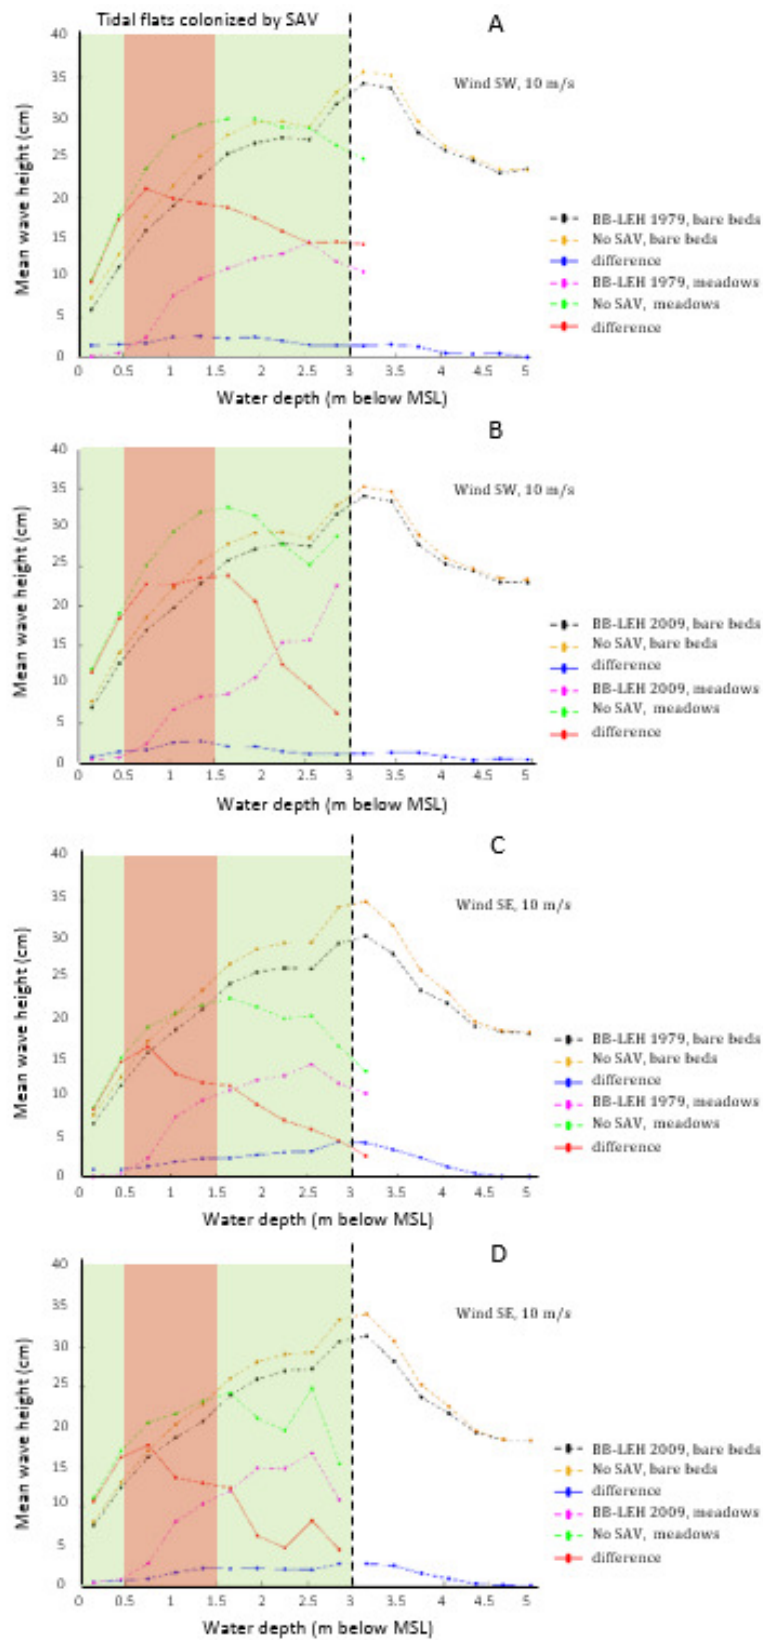 Tidal flats colonized by SAV
A
40
35
30
25
20
15
10
5
0
Mean wave height (cm)
Wind SW, 10 m/s
BB-LEH 1979, bare beds
No SAV, bare beds
difference
BB-LEH 1979, meadows
No SAV, meadows
difference
0 0.5 1 1.5 2 2.5 3 3.5 4 4.5 5
Water depth (m below MSL)
B
40
35
30
25
20
15
10
5
0
Mean wave height (cm)
Wind SW, 10 m/s
BB-LEH 2009, bare beds
No SAV, bare beds
difference
BB-LEH 2009, meadows
No SAV, meadows
difference
0 0.5 1 1.5 2 2.5 3 3.5 4 4.5 5
Water depth (m below MSL)
C
40
35
30
25
20
15
10
5
0
Mean wave height (cm)
Wind SE, 10 m/s
BB-LEH 1979, bare beds
No SAV, bare beds
difference
BB-LEH 1979, meadows
No SAV, meadows
difference
0 0.5 1 1.5 2 2.5 3 3.5 4 4.5 5
Water depth (m below MSL)
D
40
35
30
25
20
15
10
5
0
Mean wave height (cm)
Wind SE, 10 m/s
BB-LEH 2009, bare beds
No SAV, bare beds
difference
BB-LEH 2009, meadows
No SAV, meadows
difference
0 0.5 1 1.5 2 2.5 3 3.5 4 4.5 5
Water depth (m below MSL)